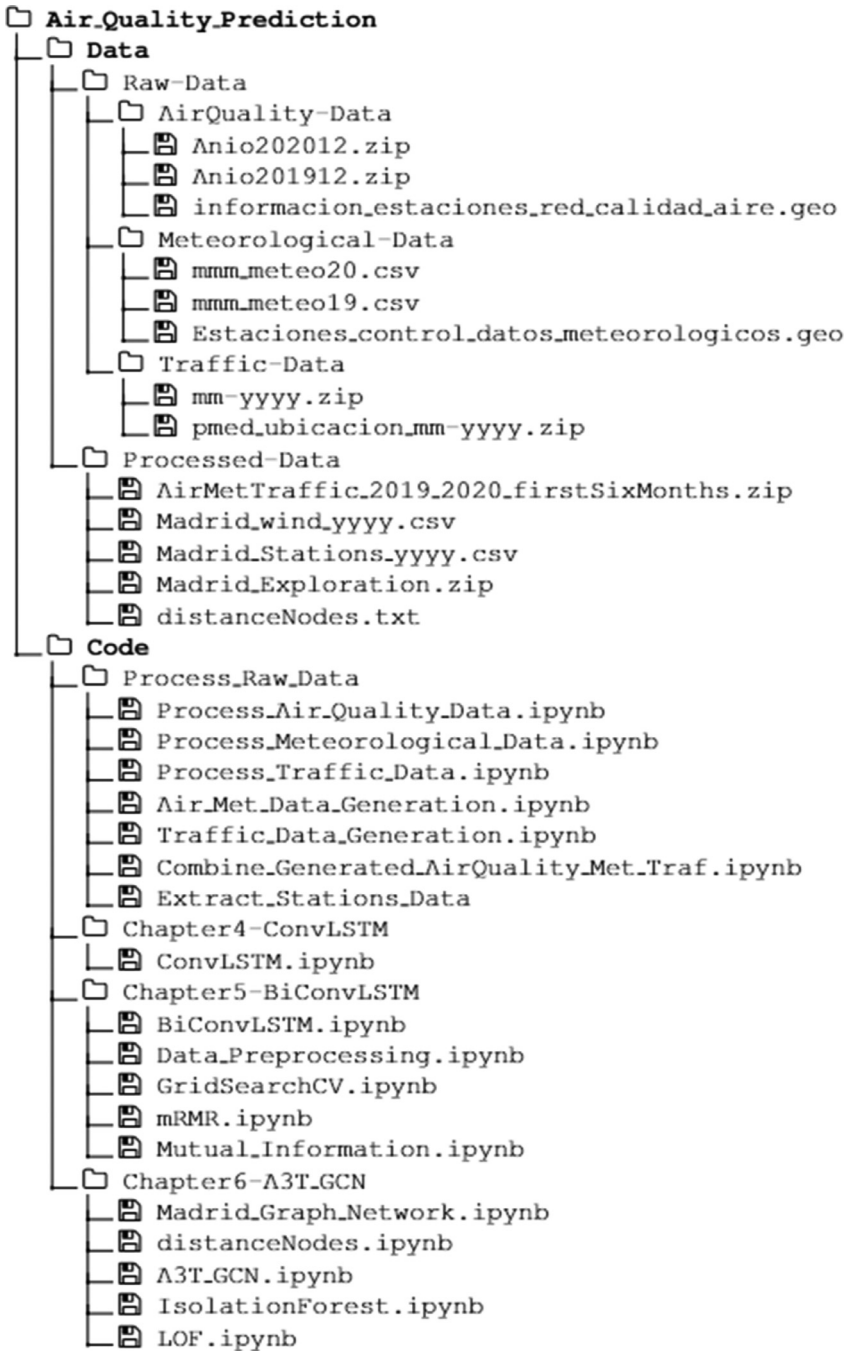 Air_Quality_Prediction
Data
Raw-Data
AirQuality-Data
Anio202012.zip
Anio201912.zip
informacion_estaciones_red_calidad_aire.geo
Meteorological-Data
mmm_meteo20.csv
mmm_meteo19.csv
Estaciones_control_datos_meteorologicos.geo
Traffic-Data
mm-yyyy.zip
pmed_ubicacion_mm-yyyy.zip
Processed-Data
AirMetTraffic_2019_2020_firstSixMonths.zip
Madrid_wind_yyyy.csv
Madrid_Stations_yyyy.csv
Madrid_Exploration.zip
distanceNodes.txt
Code
Process_Raw_Data
Process_Air_Quality_Data.ipynb
Process_Meteorological_Data.ipynb
Process_Traffic_Data.ipynb
Air_Met_Data_Generation.ipynb
Traffic_Data_Generation.ipynb
Combine_Generated_AirQuality_Met_Traf.ipynb
Extract_Stations_Data
Chapter4-ConvLSTM
ConvLSTM.ipynb
Chapter5-BiConvLSTM
BiConvLSTM.ipynb
Data_Preprocessing.ipynb
GridSearchCV.ipynb
mRMR.ipynb
Mutual_Information.ipynb
Chapter6-A3T_GCN
Madrid_Graph_Network.ipynb
distanceNodes.ipynb
A3T_GCN.ipynb
IsolationForest.ipynb
LOF.ipynb